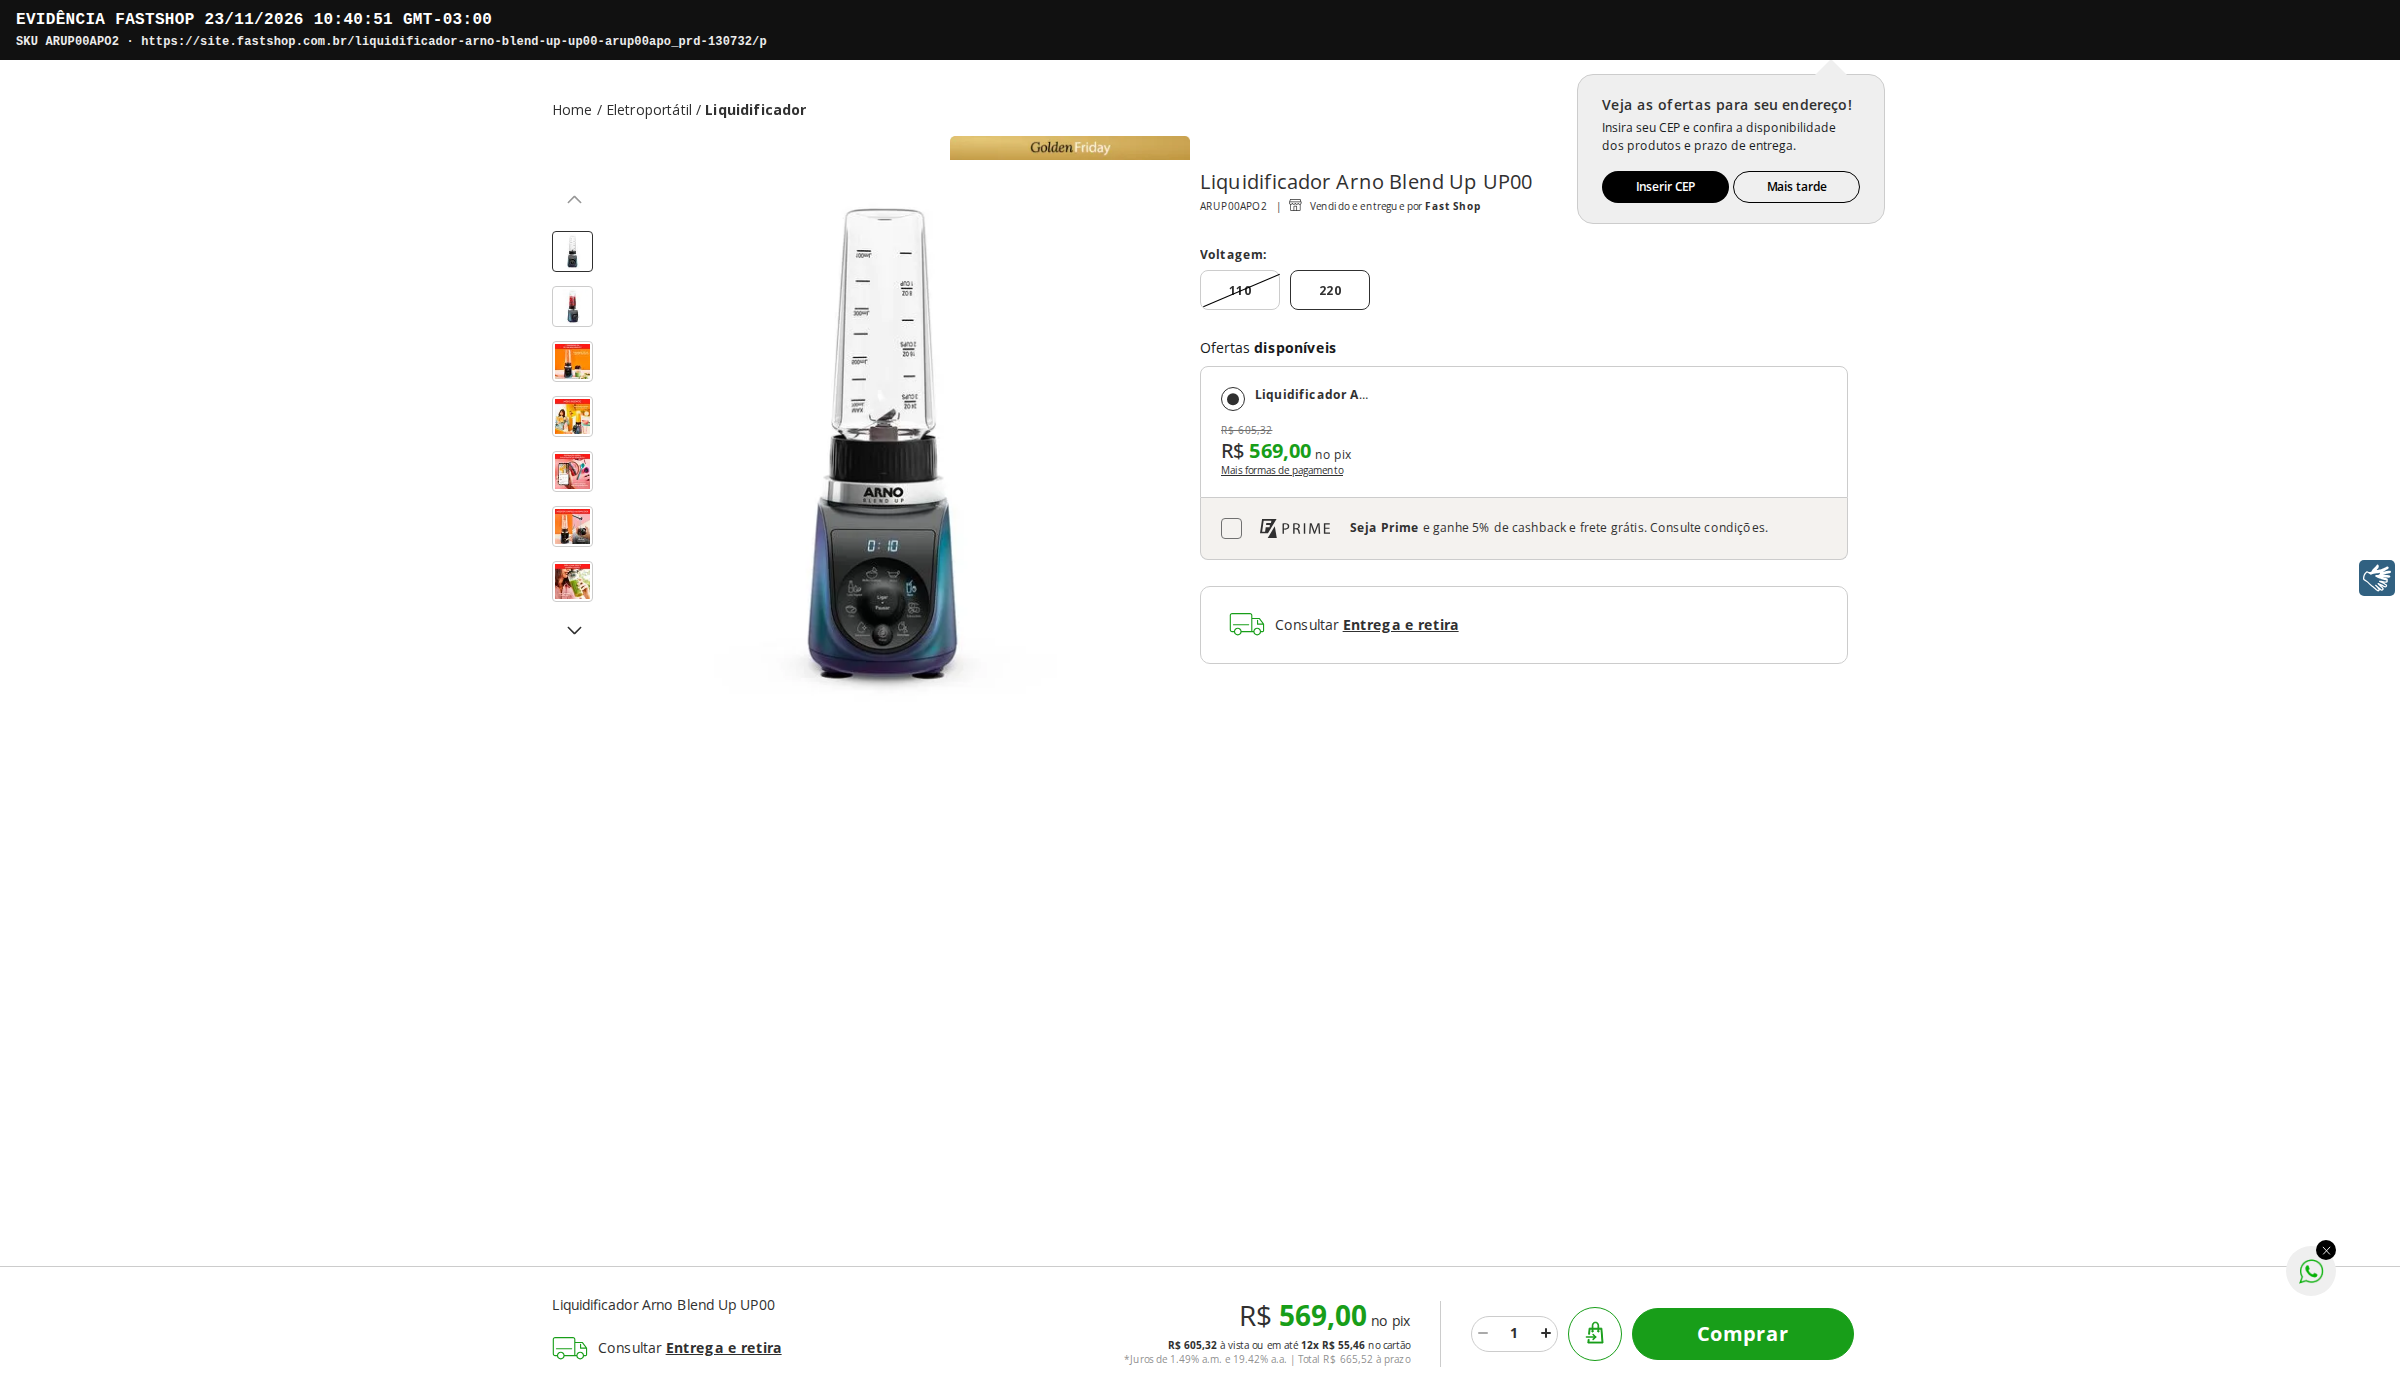 EVIDÊNCIA FASTSHOP 23/11/2026 10:40:51 GMT-03:00
SKU ARUP00APO2 · https://site.fastshop.com.br/liquidificador-arno-blend-up-up00-arup00apo_prd-130732/p
Home / Eletroportátil / Liquidificador
Veja as ofertas para seu endereço!
Insira seu CEP e confira a disponibilidade
dos produtos e prazo de entrega.
Inserir CEP
Mais tarde
Golden Friday
Liquidificador Arno Blend Up UP00
ARUP00APO2 | Vendido e entregue por Fast Shop
Voltagem:
110
220
Ofertas disponíveis
Liquidificador A...
R$ 605,32
R$ 569,00 no pix
Mais formas de pagamento
PRIME Seja Prime e ganhe 5% de cashback e frete grátis. Consulte condições.
Consultar Entrega e retira
ARNO
BLEND UP
0:10
Ligar
Pausar
Liquidificador Arno Blend Up UP00
Consultar Entrega e retira
R$ 569,00 no pix
R$ 605,32 à vista ou em até 12x R$ 55,46 no cartão
*Juros de 1.49% a.m. e 19.42% a.a. | Total R$ 665,52 à prazo
1
Comprar